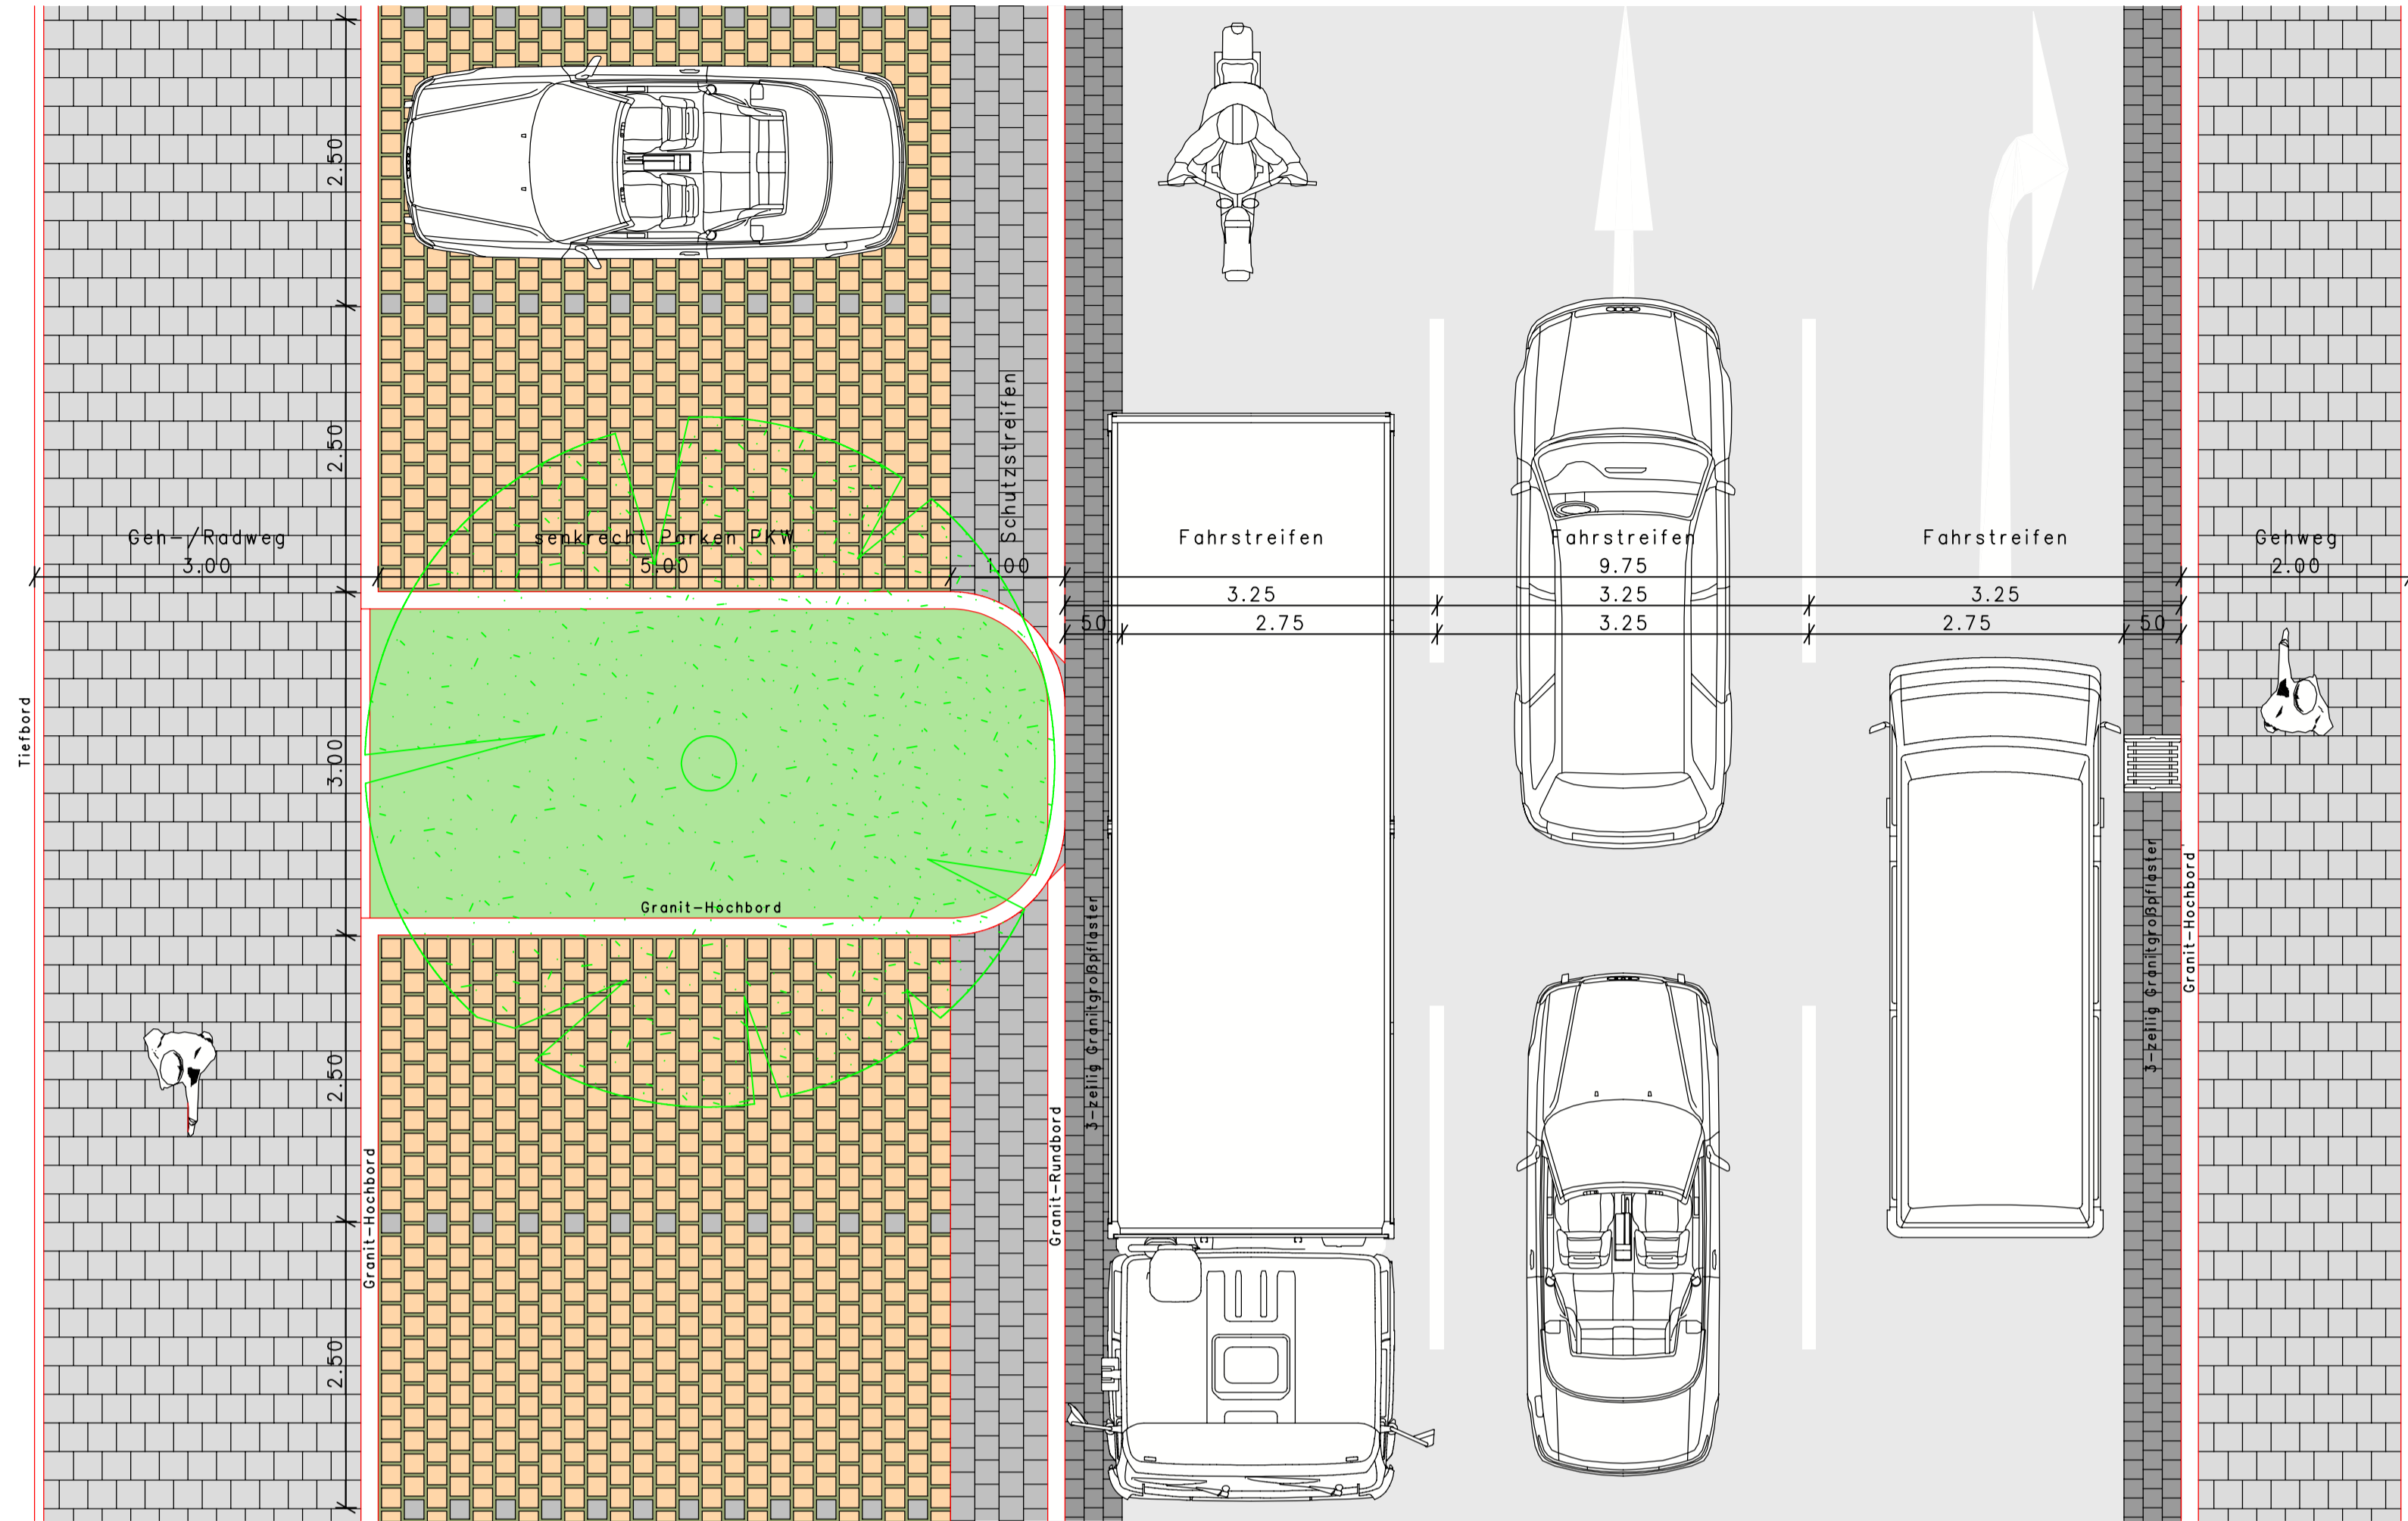 2.50
2.50
Schutzstreifen
Geh-/Radweg
3.00
senkrecht Parken PKW
5.00
1.00
Fahrstreifen
Fahrstreifen
Fahrstreifen
9.75
3.25
3.25
3.25
50
2.75
3.25
2.75
50
Gehweg
2.00
Tiefbord
3.00
Granit-Hochbord
3-zeilig Granitgroßpflaster
3-zeilig Granitgroßpflaster
Granit-Hochbord
2.50
Granit-Hochbord
Granit-Rundbord
2.50